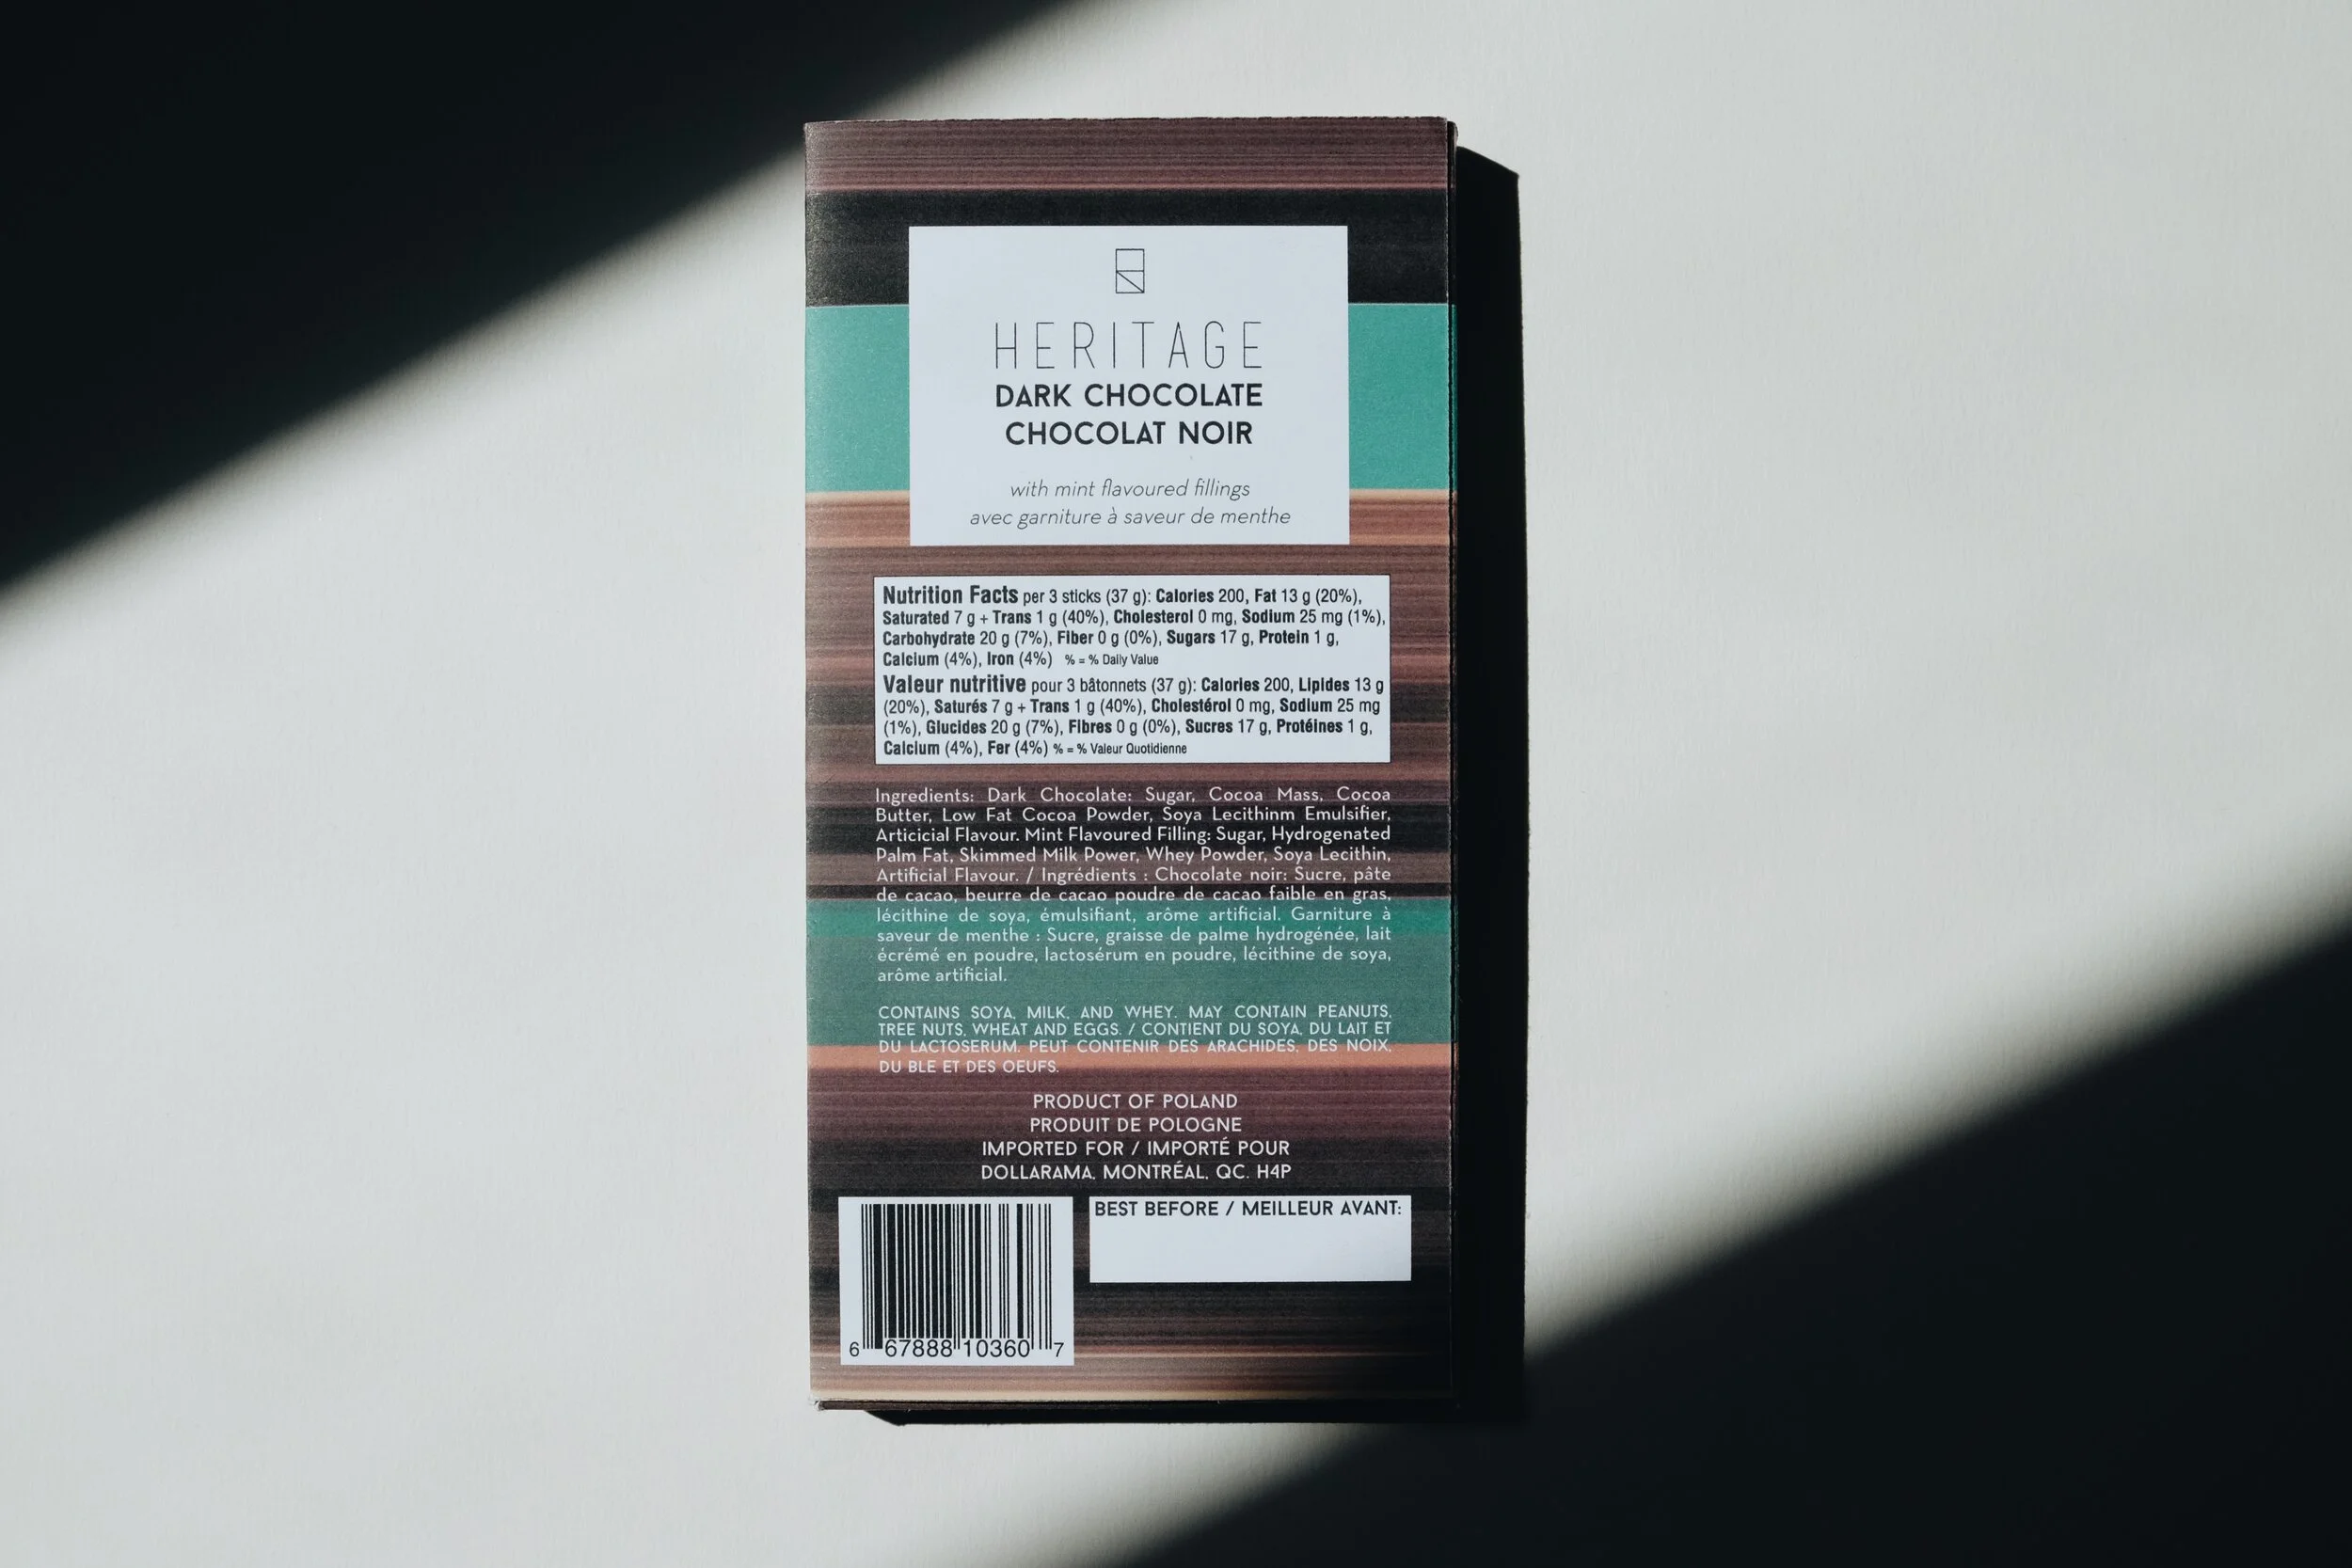 HERITAGE
DARK CHOCOLATE
CHOCOLAT NOIR
with mint flavoured fillings
avec garniture à saveur de menthe
Nutrition Facts per 3 sticks (37 g): Calories 200, Fat 13 g (20%),
Saturated 7 g + Trans 1 g (40%), Cholesterol 0 mg, Sodium 25 mg (1%),
Carbohydrate 20 g (7%), Fiber 0 g (0%), Sugars 17 g, Protein 1 g,
Calcium (4%), Iron (4%) % = % Daily Value
Valeur nutritive pour 3 bâtonnets (37 g): Calories 200, Lipides 13 g
(20%), Saturés 7 g + Trans 1 g (40%), Cholestérol 0 mg, Sodium 25 mg
(1%), Glucides 20 g (7%), Fibres 0 g (0%), Sucres 17 g, Protéines 1 g,
Calcium (4%), Fer (4%) % = % Valeur Quotidienne
Ingredients: Dark Chocolate: Sugar, Cocoa Mass, Cocoa
Butter, Low Fat Cocoa Powder, Soya Lecithinm Emulsifier,
Articicial Flavour. Mint Flavoured Filling: Sugar, Hydrogenated
Palm Fat, Skimmed Milk Power, Whey Powder, Soya Lecithin,
Artificial Flavour. / Ingrédients : Chocolate noir: Sucre, pâte
de cacao, beurre de cacao poudre de cacao faible en gras,
lécithine de soya, émulsifiant, arôme artificial. Garniture à
saveur de menthe : Sucre, graisse de palme hydrogénée, lait
écrémé en poudre, lactosérum en poudre, lécithine de soya,
arôme artificial.
CONTAINS SOYA, MILK, AND WHEY. MAY CONTAIN PEANUTS,
TREE NUTS, WHEAT AND EGGS. / CONTIENT DU SOYA, DU LAIT ET
DU LACTOSERUM. PEUT CONTENIR DES ARACHIDES, DES NOIX,
DU BLE ET DES OEUFS.
PRODUCT OF POLAND
PRODUIT DE POLOGNE
IMPORTED FOR / IMPORTÉ POUR
DOLLARAMA, MONTRÉAL, QC. H4P
BEST BEFORE / MEILLEUR AVANT:
6 67888 10360 7